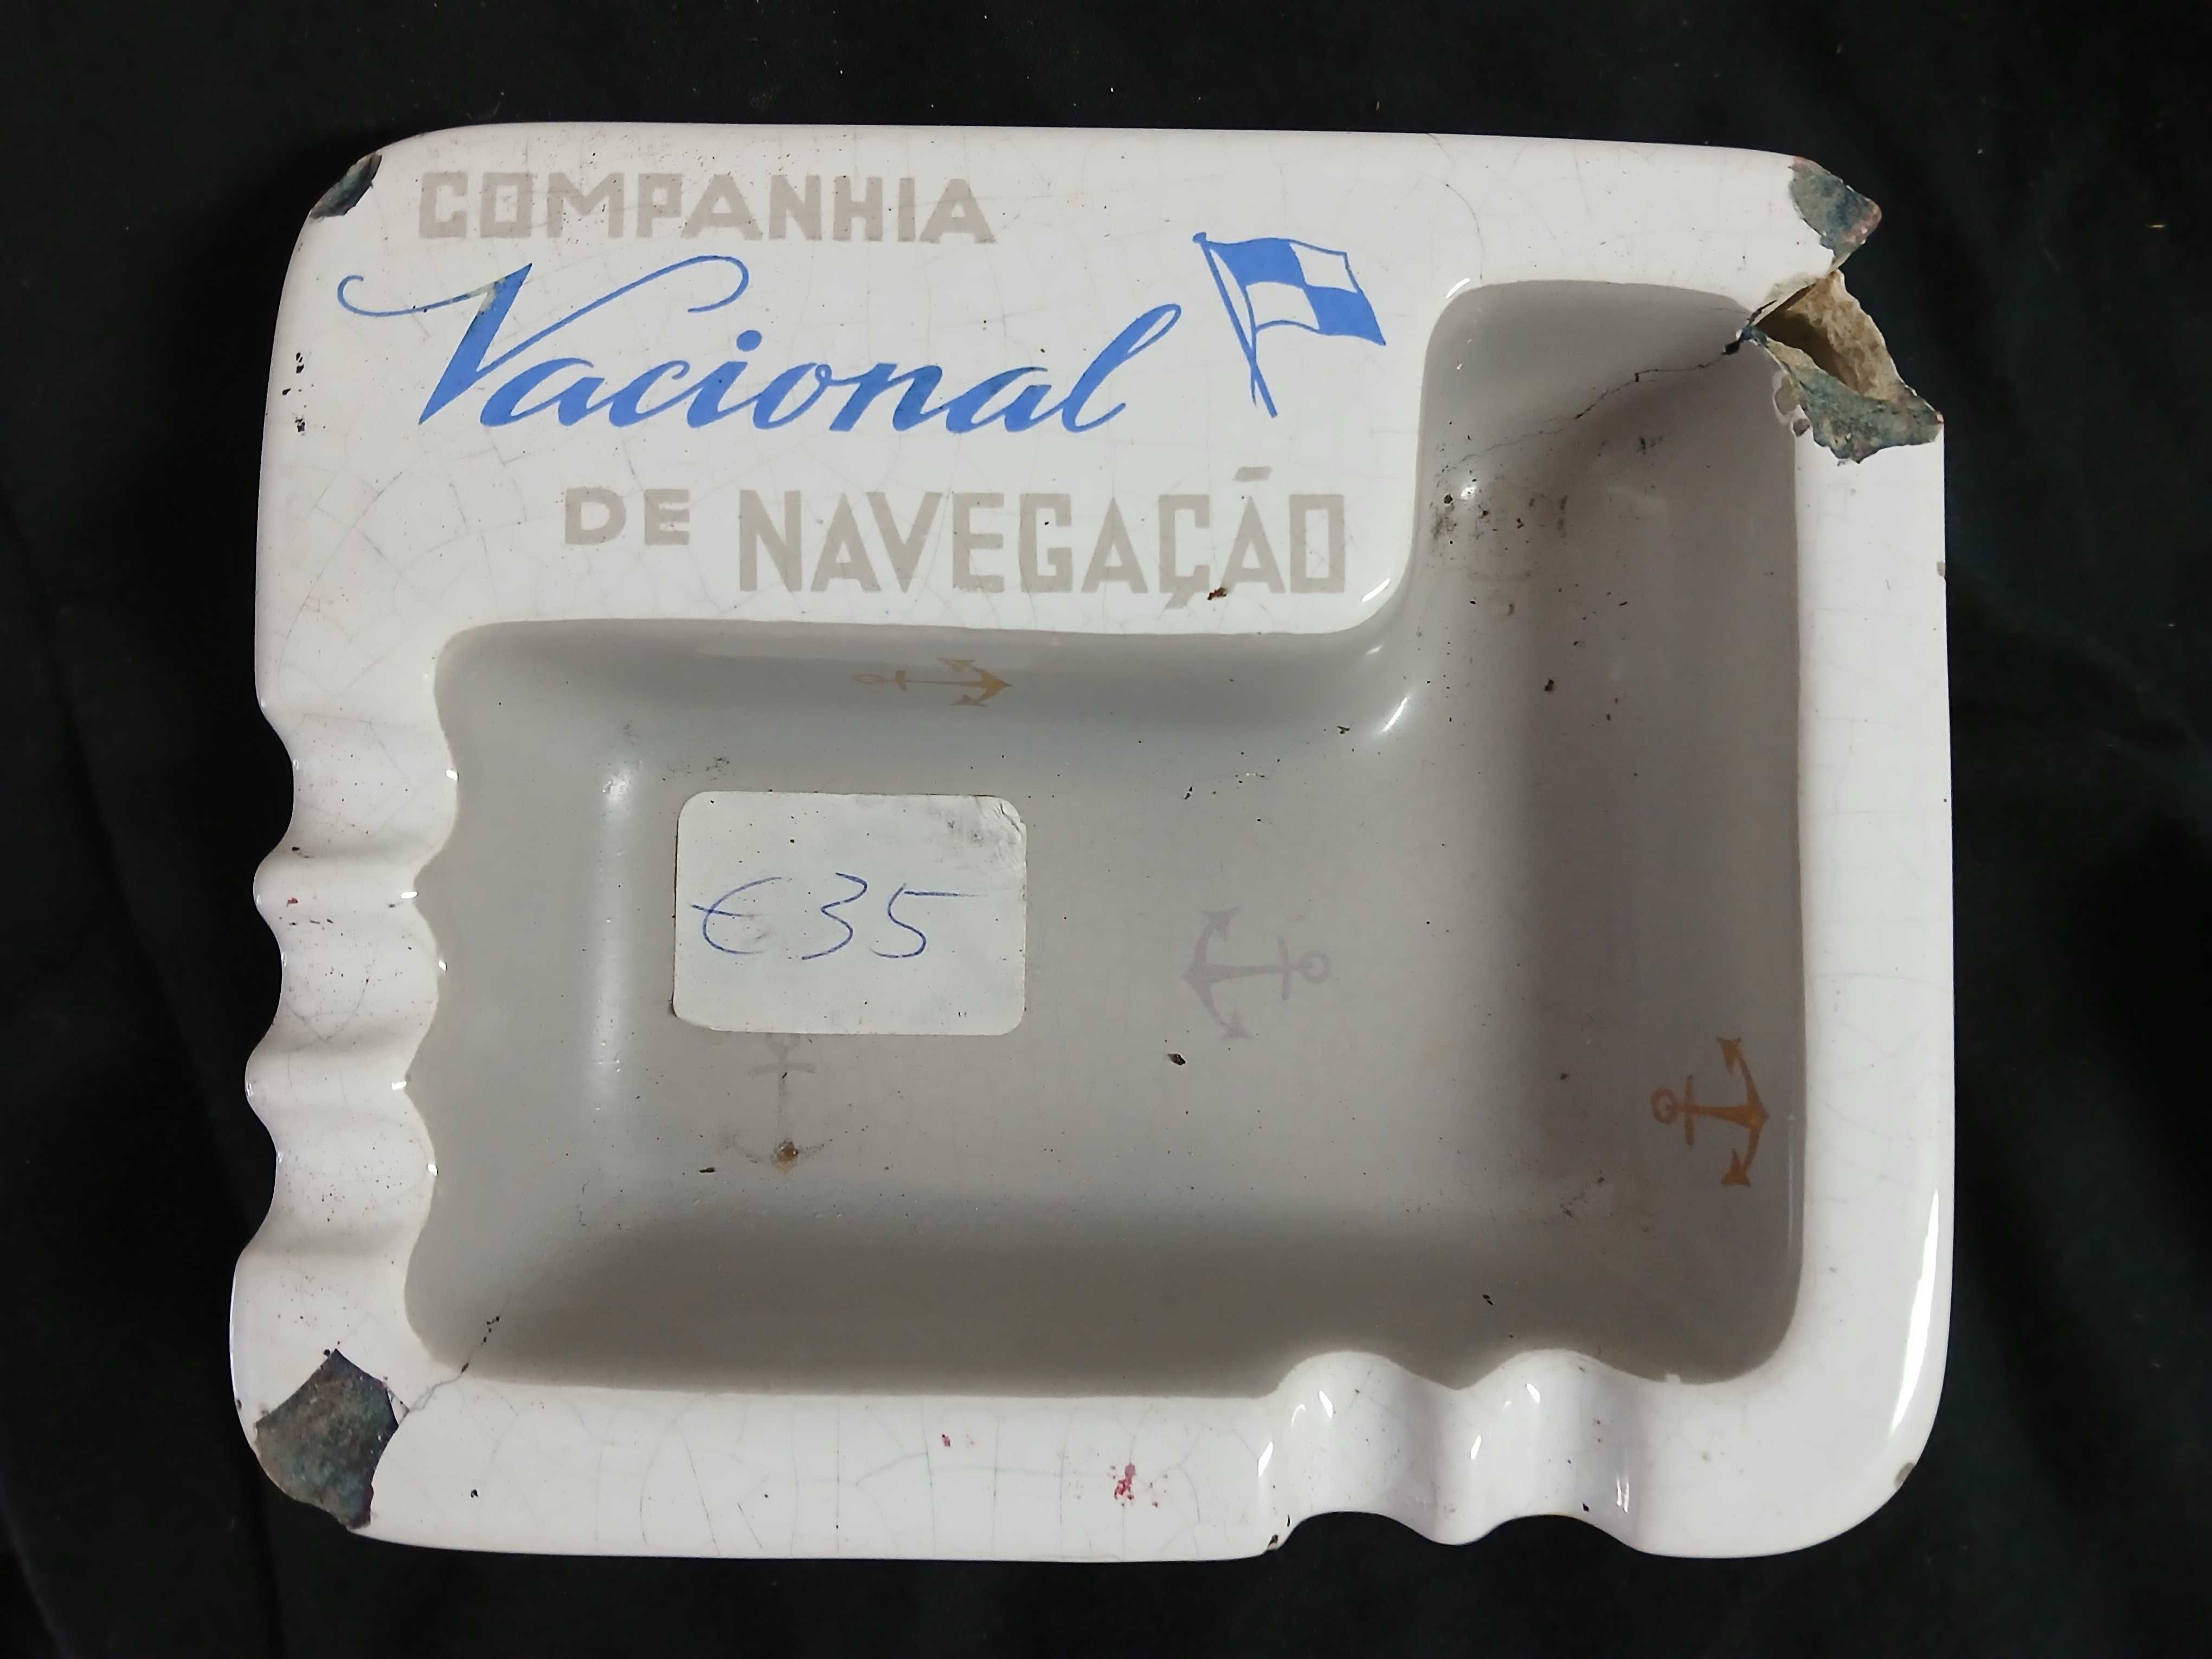 COMPANHIA
Nacional
DE NAVEGAÇÃO
€35